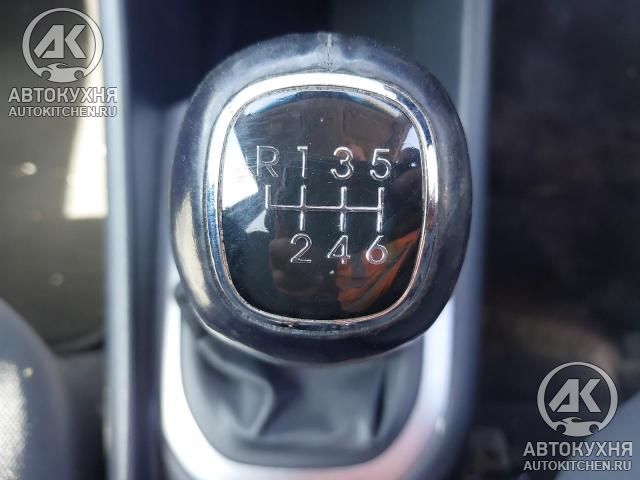 АК
АВТОКУХНЯ
AUTOKITCHEN.RU
R 1 3 5
2 4 6
АК
АВТОКУХНЯ
AUTOKITCHEN.RU